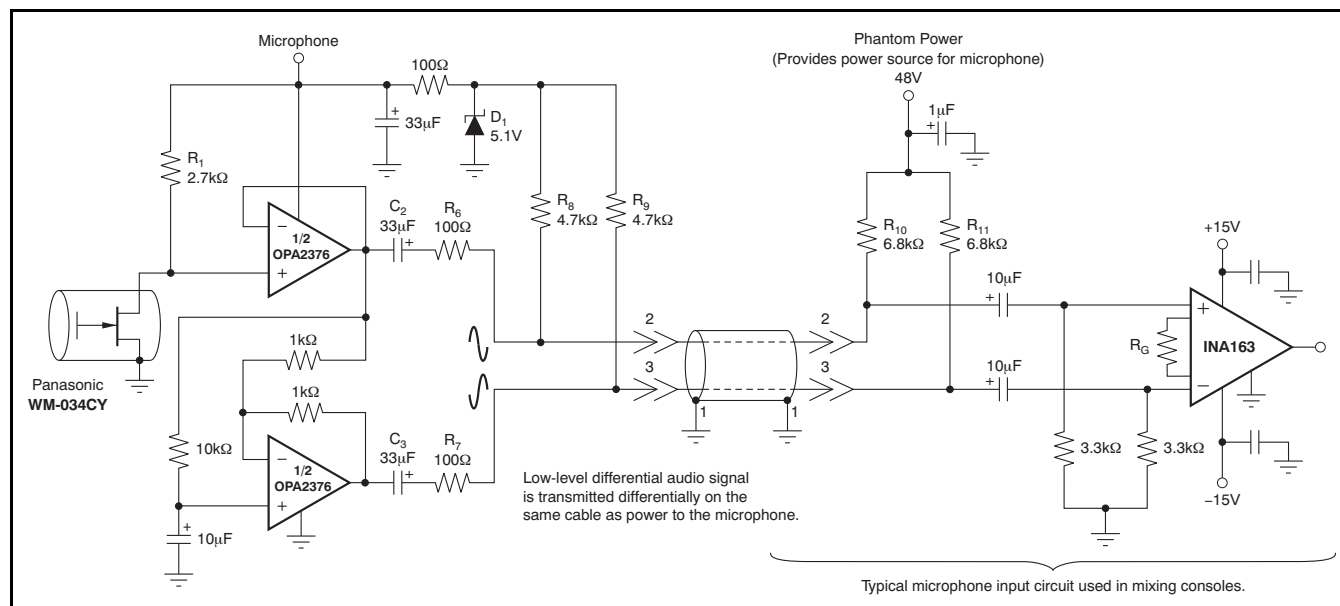 Microphone
100Ω
+
33μF
D1
5.1V
R1
2.7kΩ
−
1/2
OPA2376
+
C2
33μF
+
R6
100Ω
R8
4.7kΩ
R9
4.7kΩ
Panasonic
WM-034CY
1kΩ
1kΩ
10kΩ
−
1/2
OPA2376
+
+
10μF
C3
33μF
+
R7
100Ω
2
3
1
1
2
3
Low-level differential audio signal
is transmitted differentially on the
same cable as power to the microphone.
Phantom Power
(Provides power source for microphone)
48V
1μF
+
R10
6.8kΩ
R11
6.8kΩ
10μF
+
10μF
+
+15V
+
RG
INA163
−
3.3kΩ
3.3kΩ
−15V
Typical microphone input circuit used in mixing consoles.